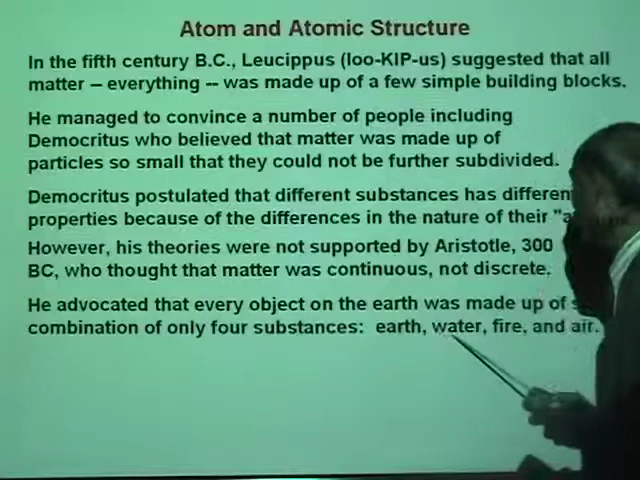 Atom and Atomic Structure
In the fifth century B.C., Leucippus (loo-KIP-us) suggested that all
matter – everything -- was made up of a few simple building blocks.
He managed to convince a number of people including
Democritus who believed that matter was made up of
particles so small that they could not be further subdivided.
Democritus postulated that different substances has differen
properties because of the differences in the nature of their "a
However, his theories were not supported by Aristotle, 300
BC, who thought that matter was continuous, not discrete.
He advocated that every object on the earth was made up of
combination of only four substances: earth, water, fire, and air.